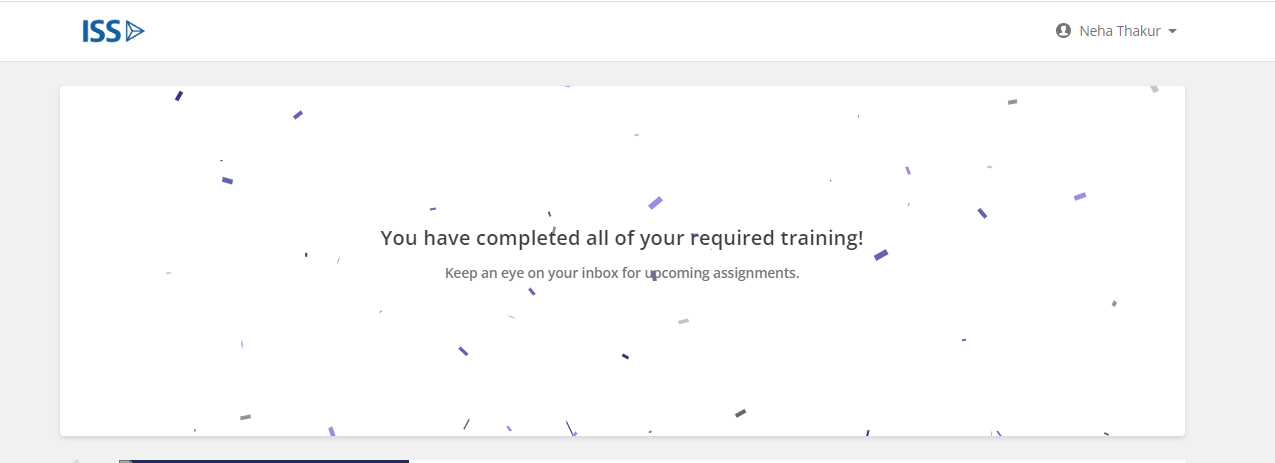 ISS
Neha Thakur
You have completed all of your required training!
Keep an eye on your inbox for upcoming assignments.